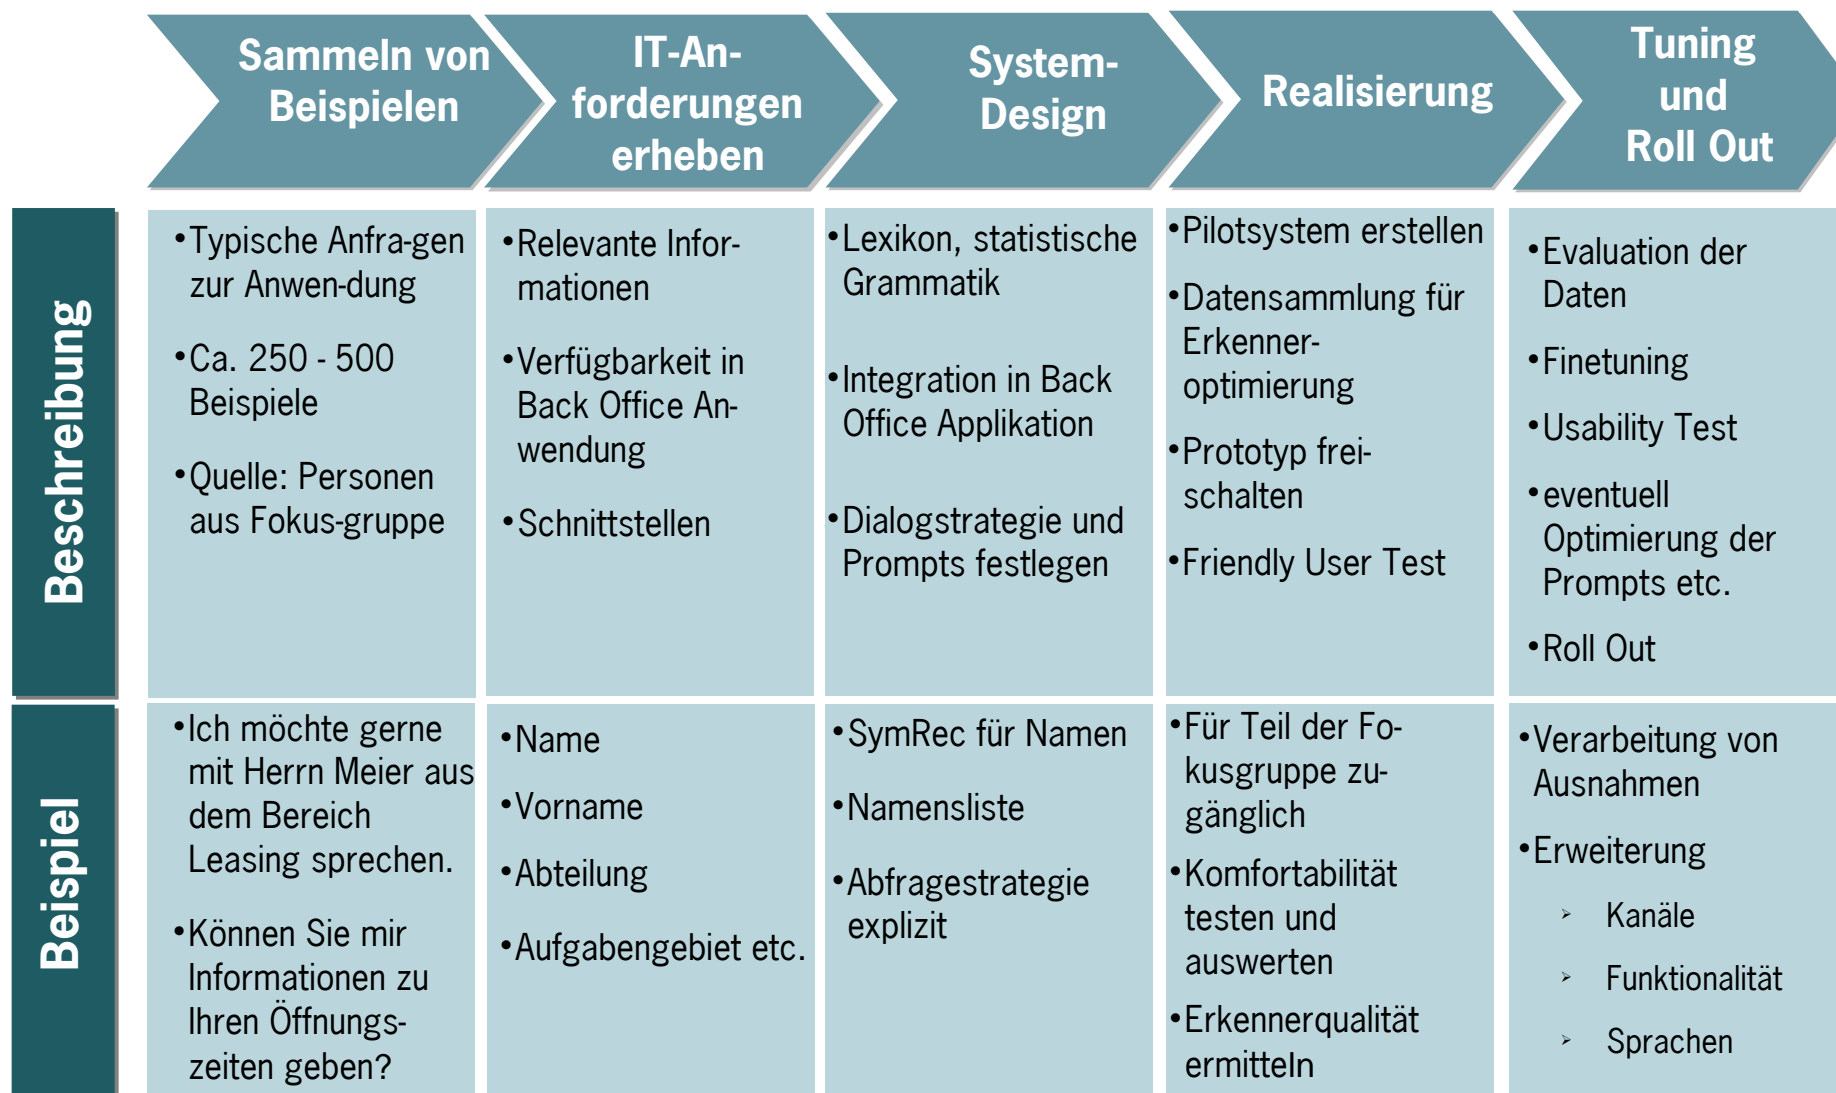 Sammeln von
Beispielen
IT-An-
forderungen
erheben
System-
Design
Realisierung
Tuning
und
Roll Out
Beschreibung
•Typische Anfra-gen
zur Anwen-dung
•Ca. 250 - 500
Beispiele
•Quelle: Personen
aus Fokus-gruppe
•Relevante Infor-
mationen
•Verfügbarkeit in
Back Office An-
wendung
•Schnittstellen
•Lexikon, statistische
Grammatik
•Integration in Back
Office Applikation
•Dialogstrategie und
Prompts festlegen
•Pilotsystem erstellen
•Datensammlung für
Erkenner-
optimierung
•Prototyp frei-
schalten
•Friendly User Test
•Evaluation der
Daten
•Finetuning
•Usability Test
•eventuell
Optimierung der
Prompts etc.
•Roll Out
Beispiel
•Ich möchte gerne
mit Herrn Meier aus
dem Bereich
Leasing sprechen.
•Können Sie mir
Informationen zu
Ihren Öffnungs-
zeiten geben?
•Name
•Vorname
•Abteilung
•Aufgabengebiet etc.
•SymRec für Namen
•Namensliste
•Abfragestrategie
explizit
•Für Teil der Fo-
kusgruppe zu-
gänglich
•Komfortabilität
testen und
auswerten
•Erkennerqualität
ermitteln
•Verarbeitung von
Ausnahmen
•Erweiterung
➢ Kanäle
➢ Funktionalität
➢ Sprachen